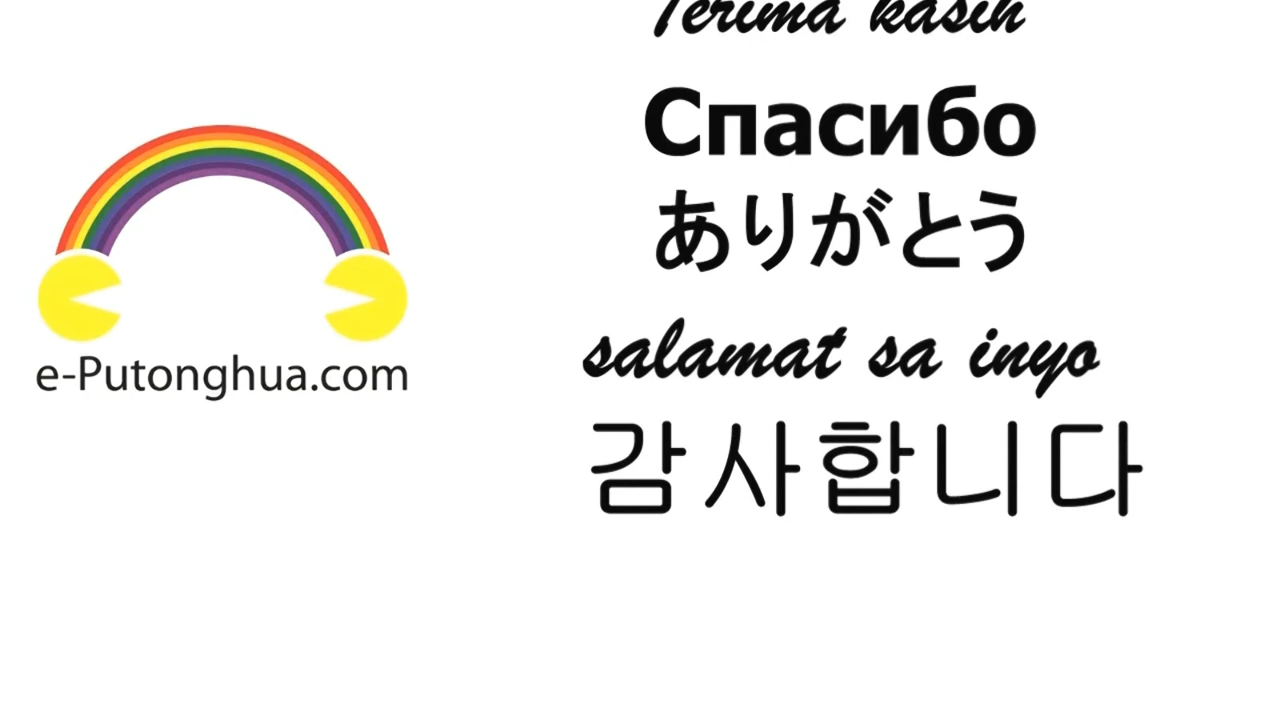 Terima kasih
Спасибо
ありがとう
salamat sa inyo
감사합니다
e-Putonghua.com